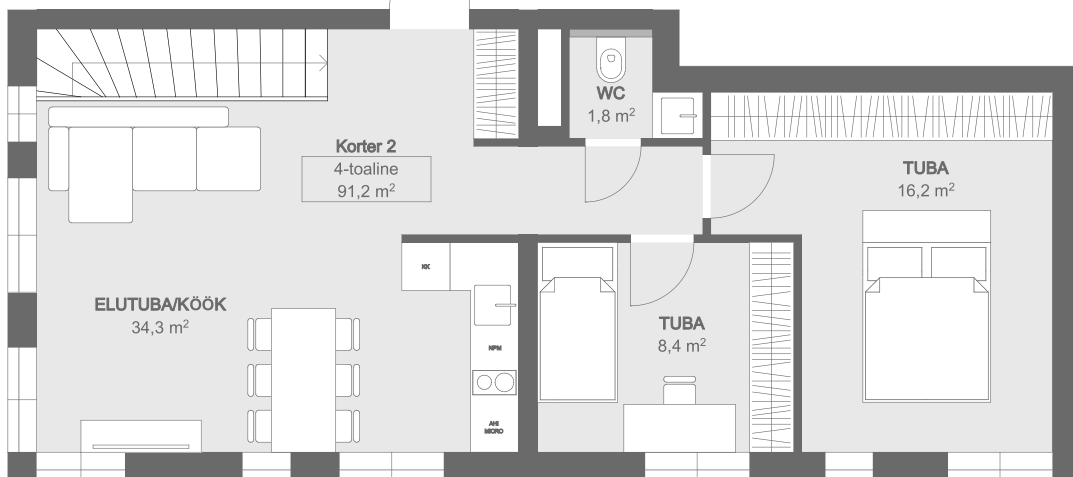 WC
1,8 m²
Korter 2
4-toaline
91,2 m²
TUBA
16,2 m²
KK
ELUTUBA/KÖÖK
34,3 m²
TUBA
8,4 m²
NPM
AHI
MICRO